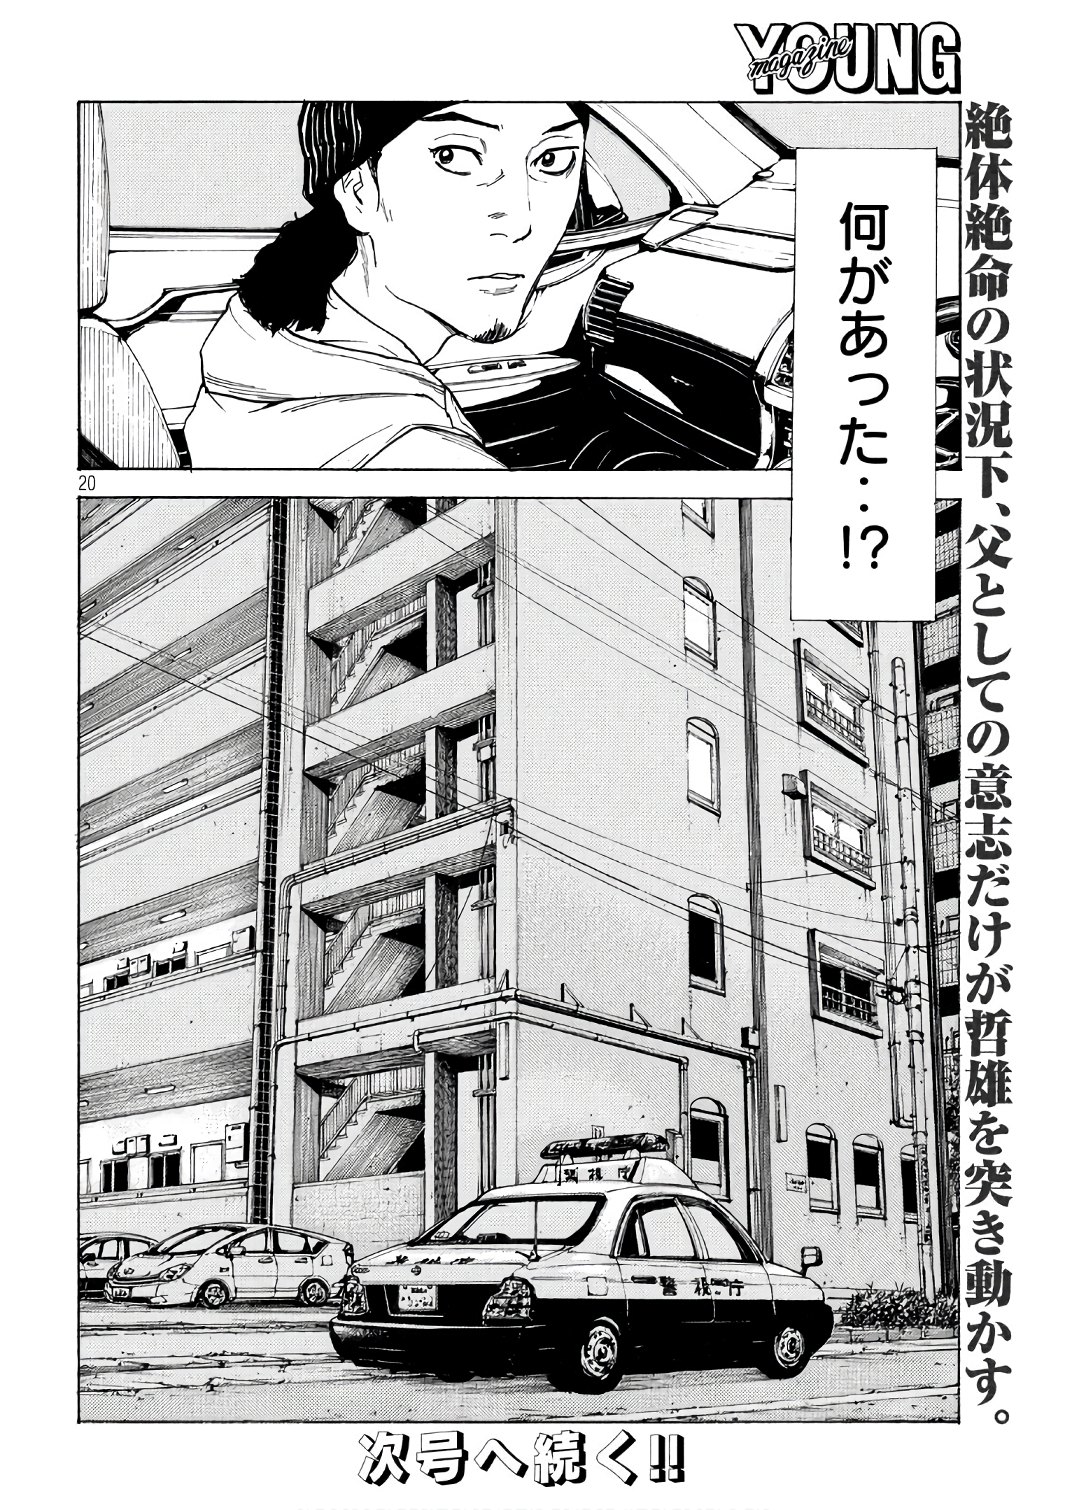 YOUNG
magazine
絶体絶命の状況下、父としての意志だけが哲雄を突き動かす。
何があった‥!?
20
警視庁
警視庁
次号へ続く!!